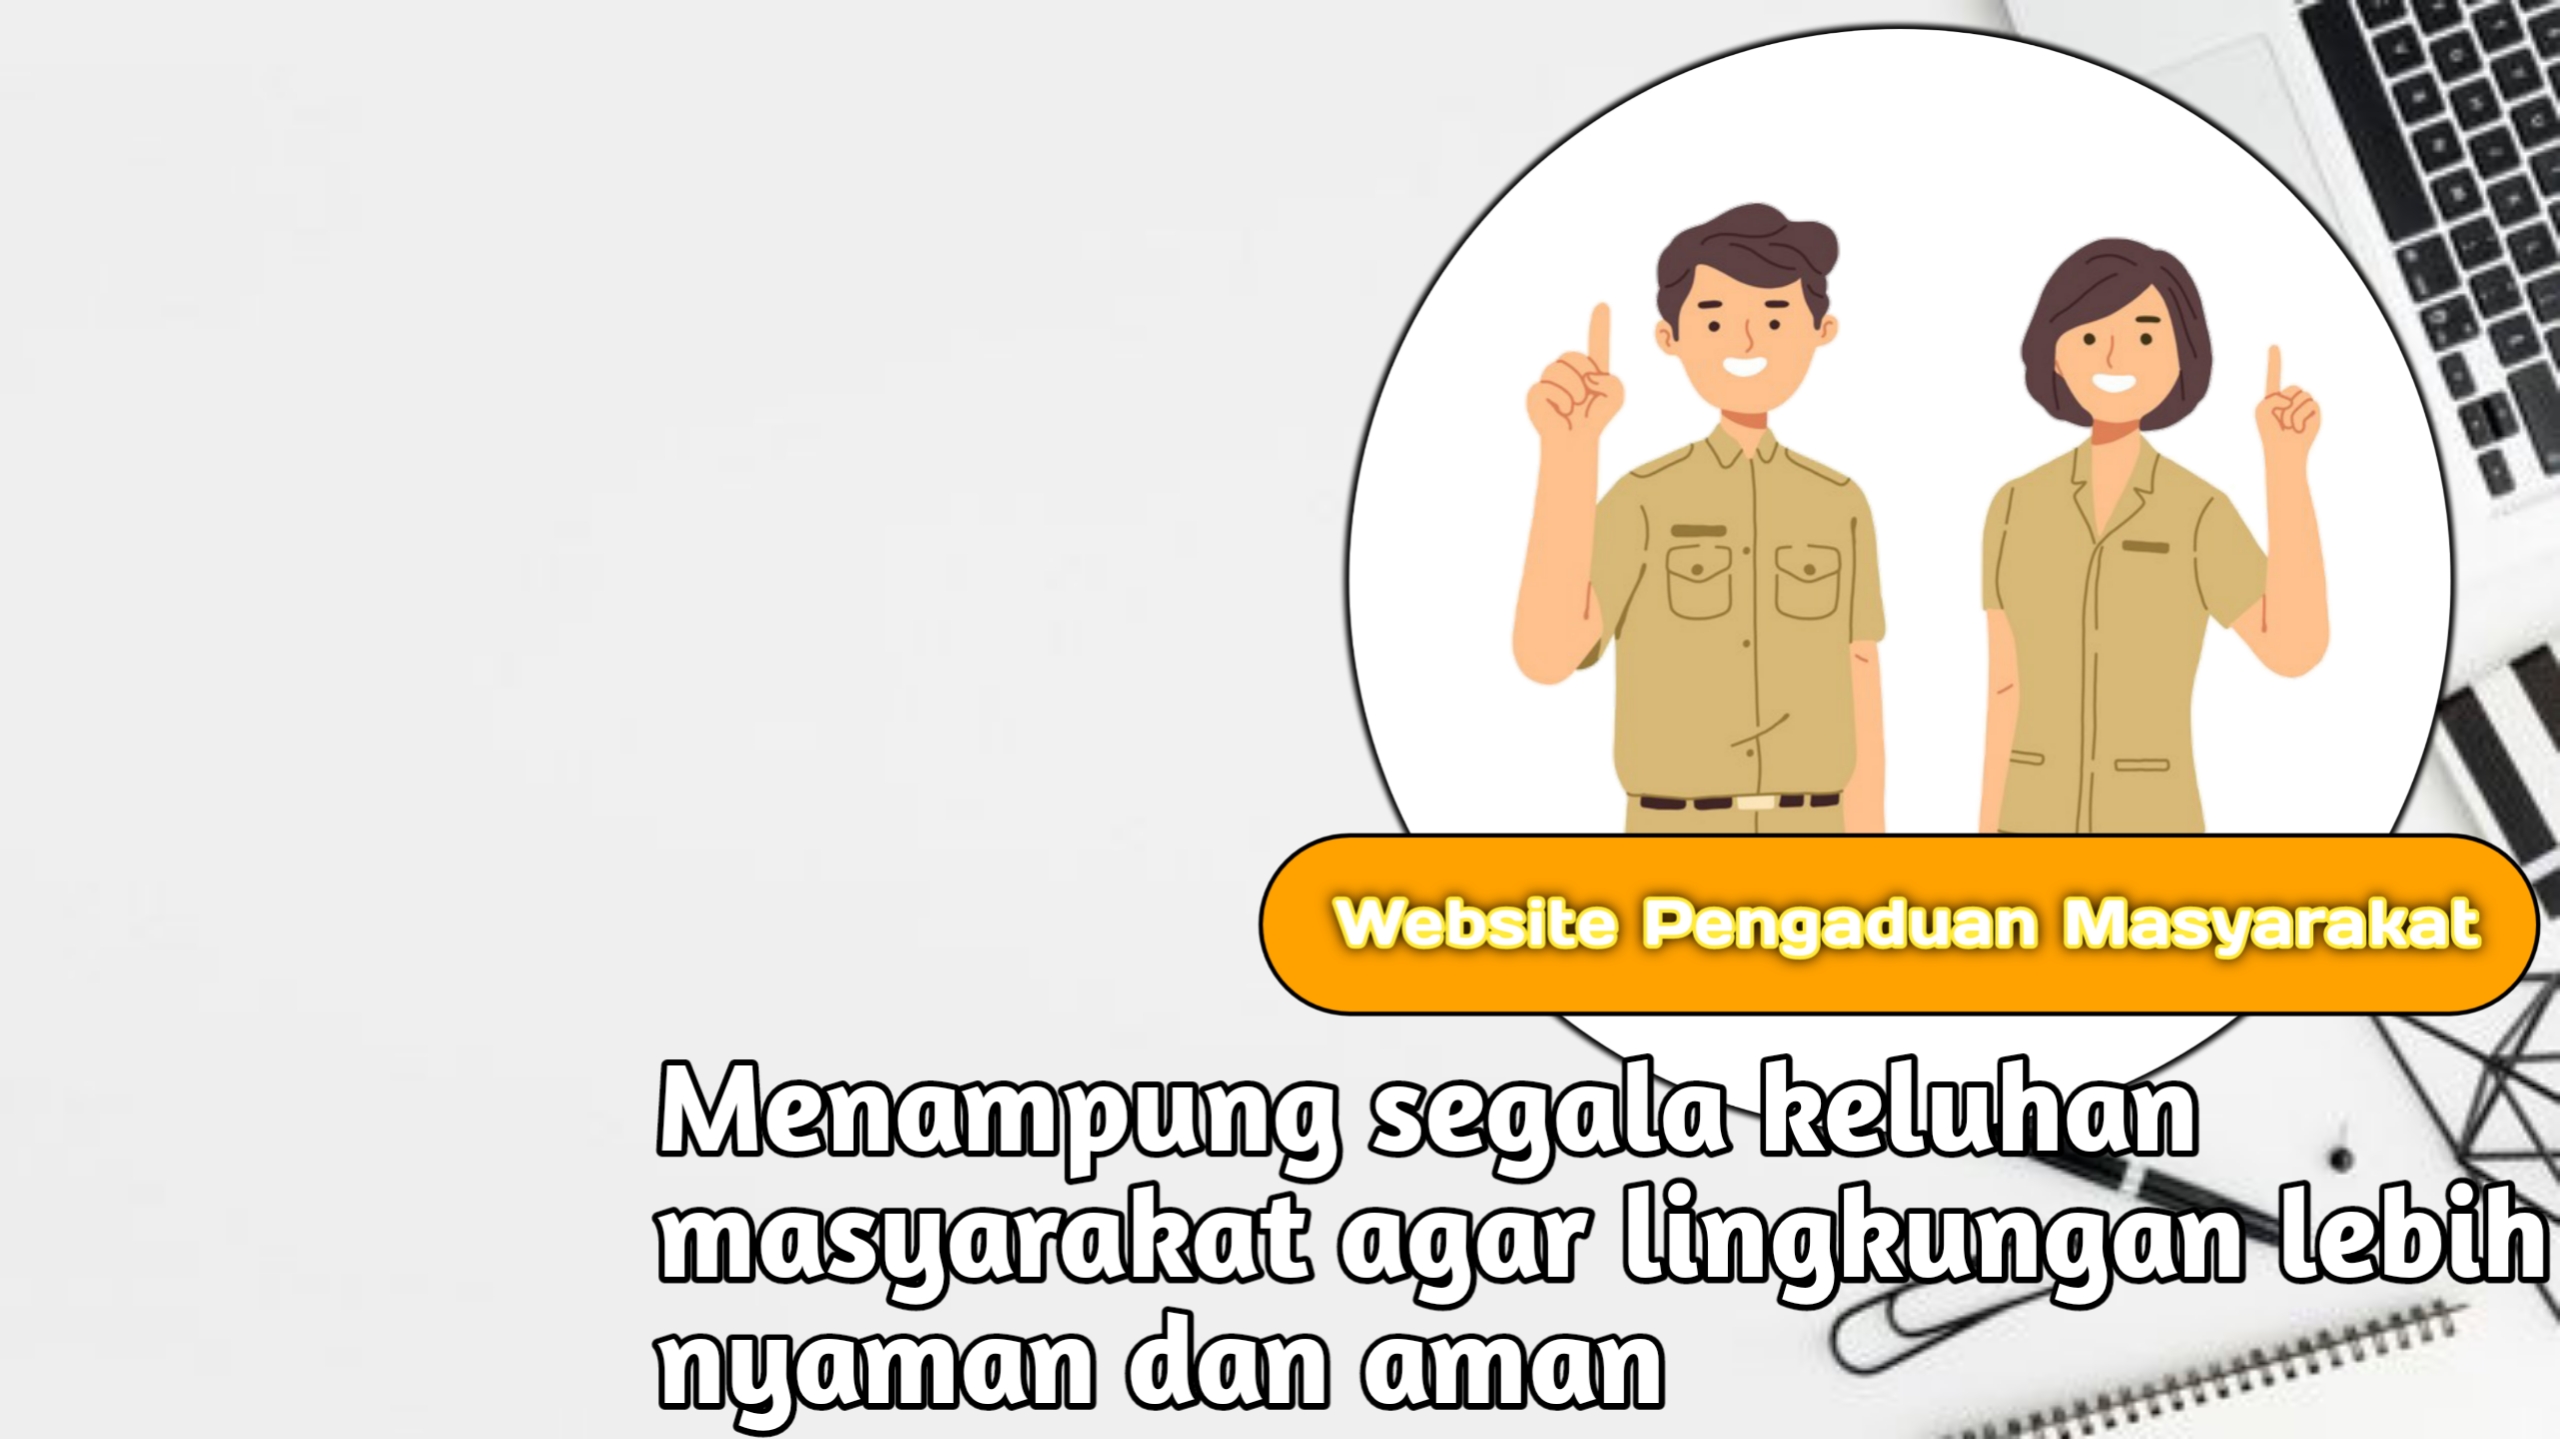 Website Pengaduan Masyarakat
Menampung segala keluhan
masyarakat agar lingkungan lebih
nyaman dan aman